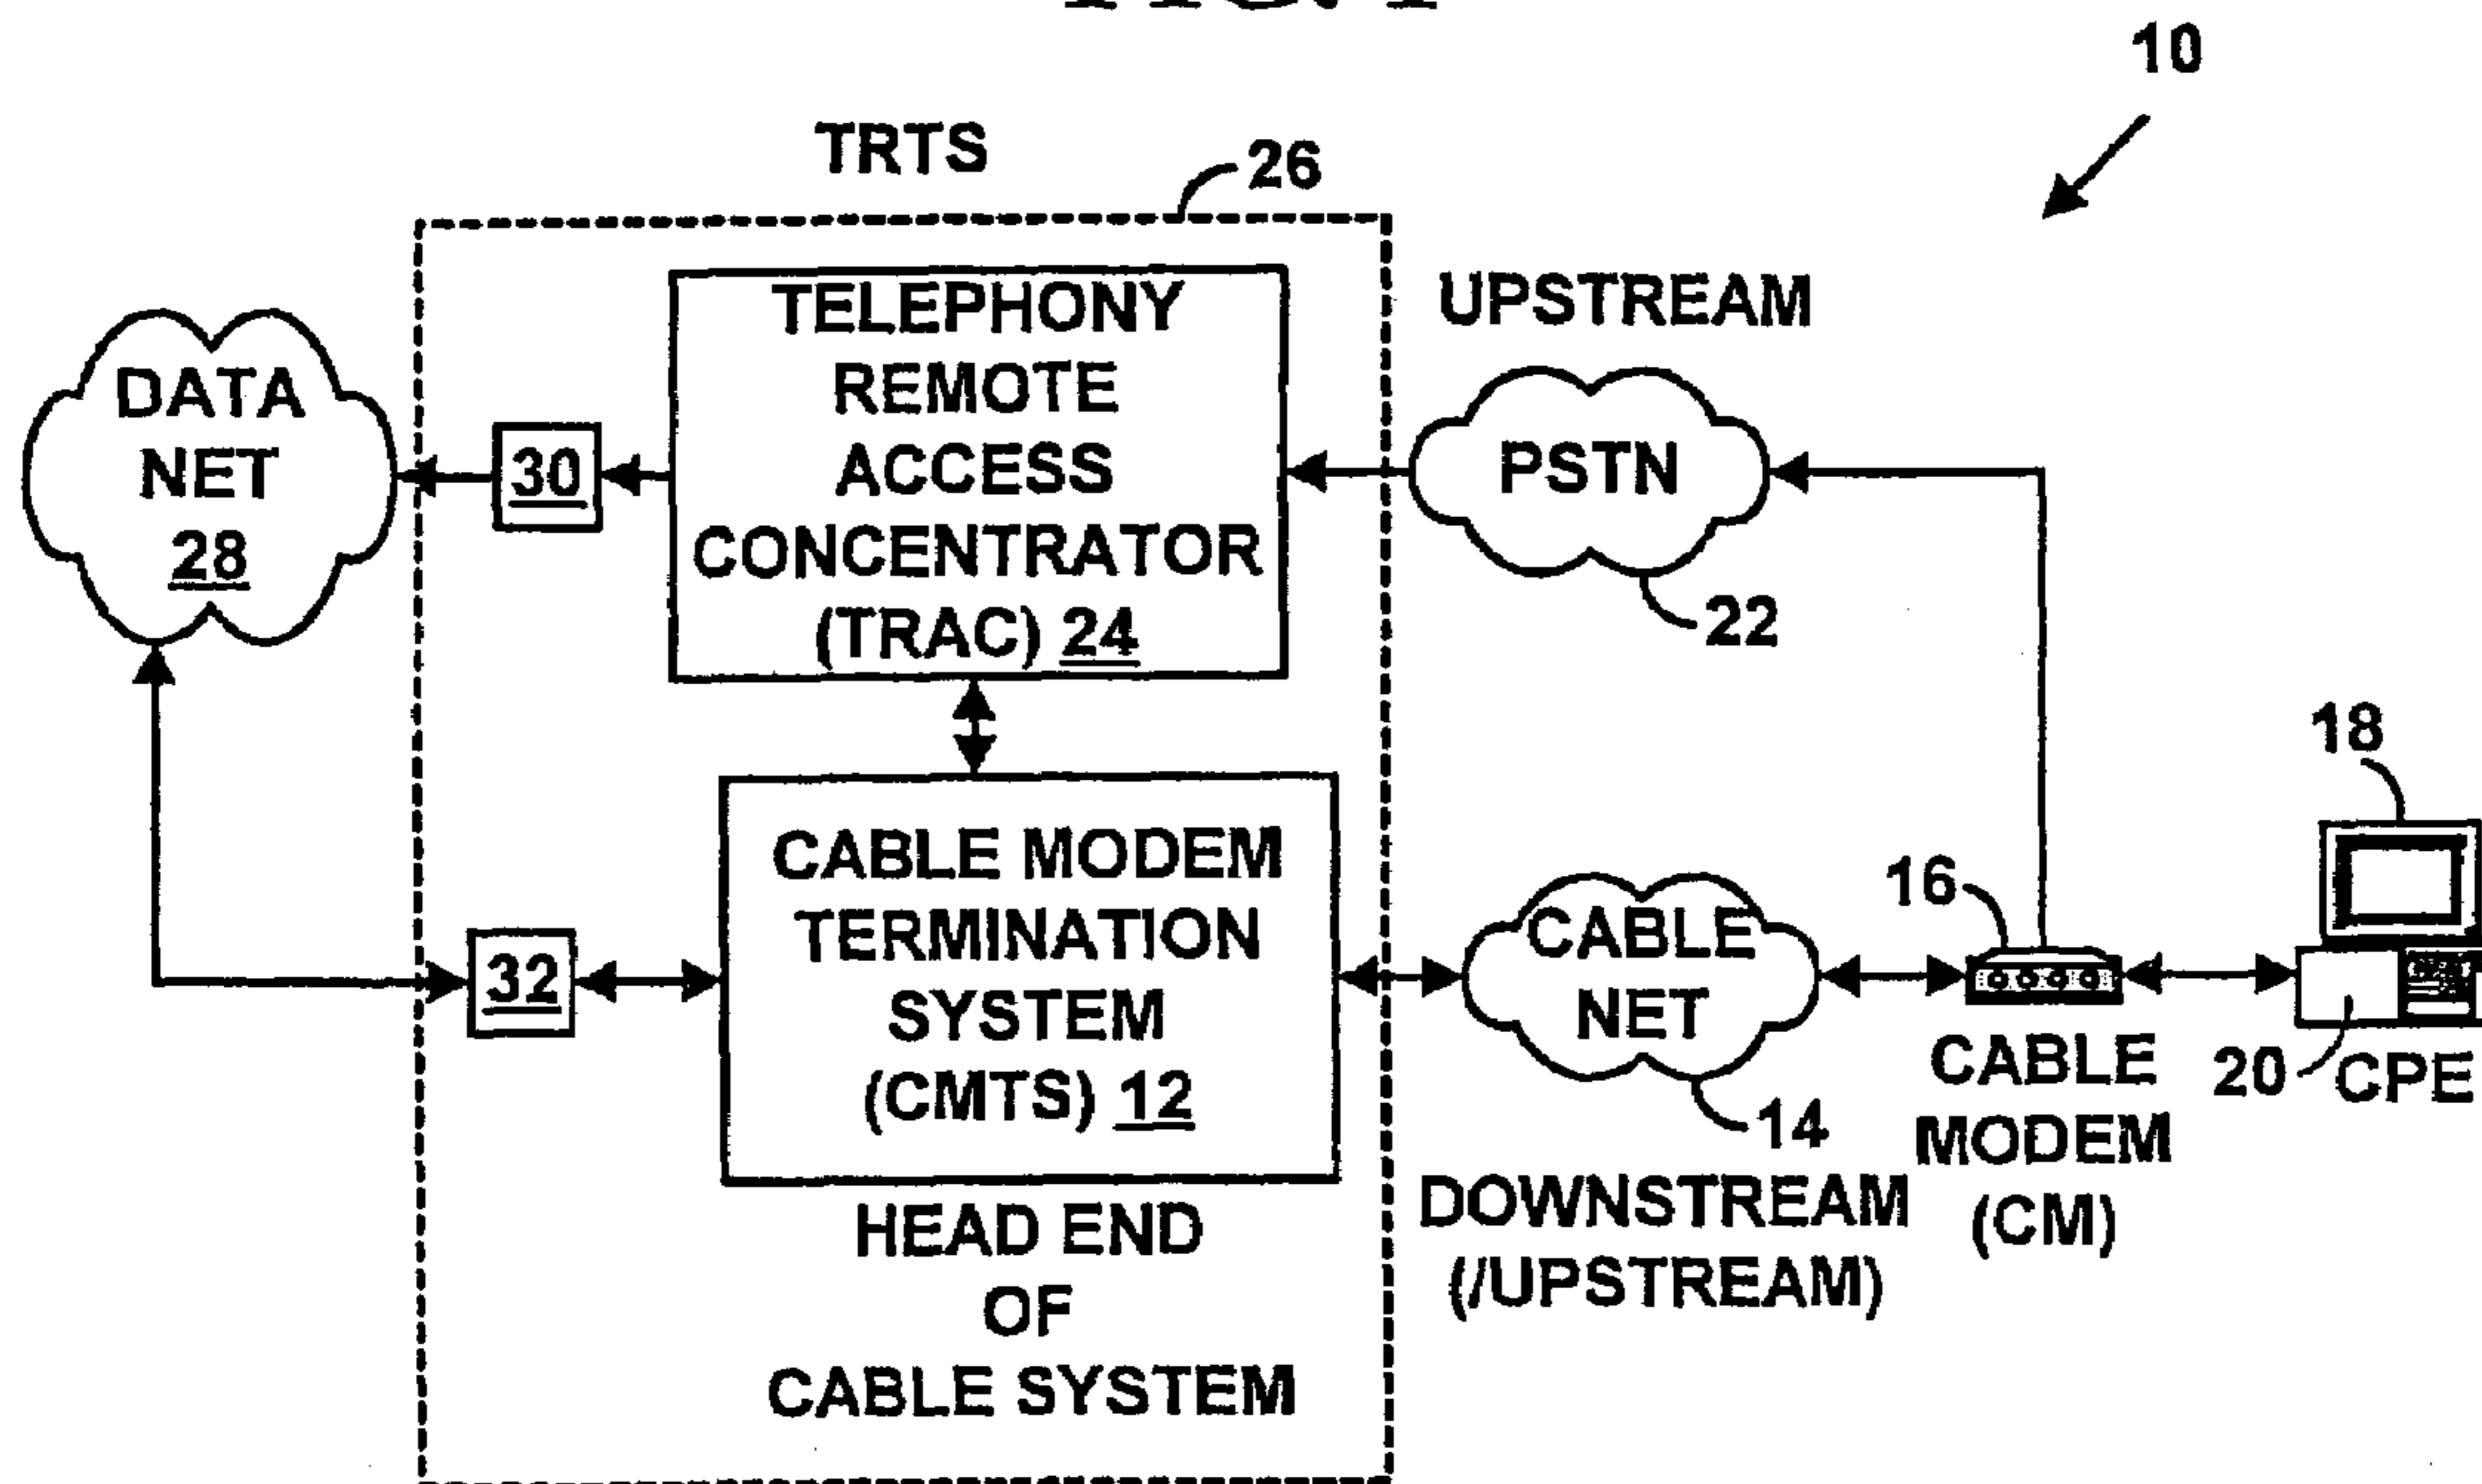 10
TRTS
26
TELEPHONY
REMOTE
ACCESS
CONCENTRATOR
(TRAC) 24
UPSTREAM
DATA
NET
28
30
PSTN
22
18
CABLE MODEM
TERMINATION
SYSTEM
(CMTS) 12
32
CABLE
NET
14
16
CABLE
MODEM
(CM)
20
CPE
DOWNSTREAM
(/UPSTREAM)
HEAD END
OF
CABLE SYSTEM